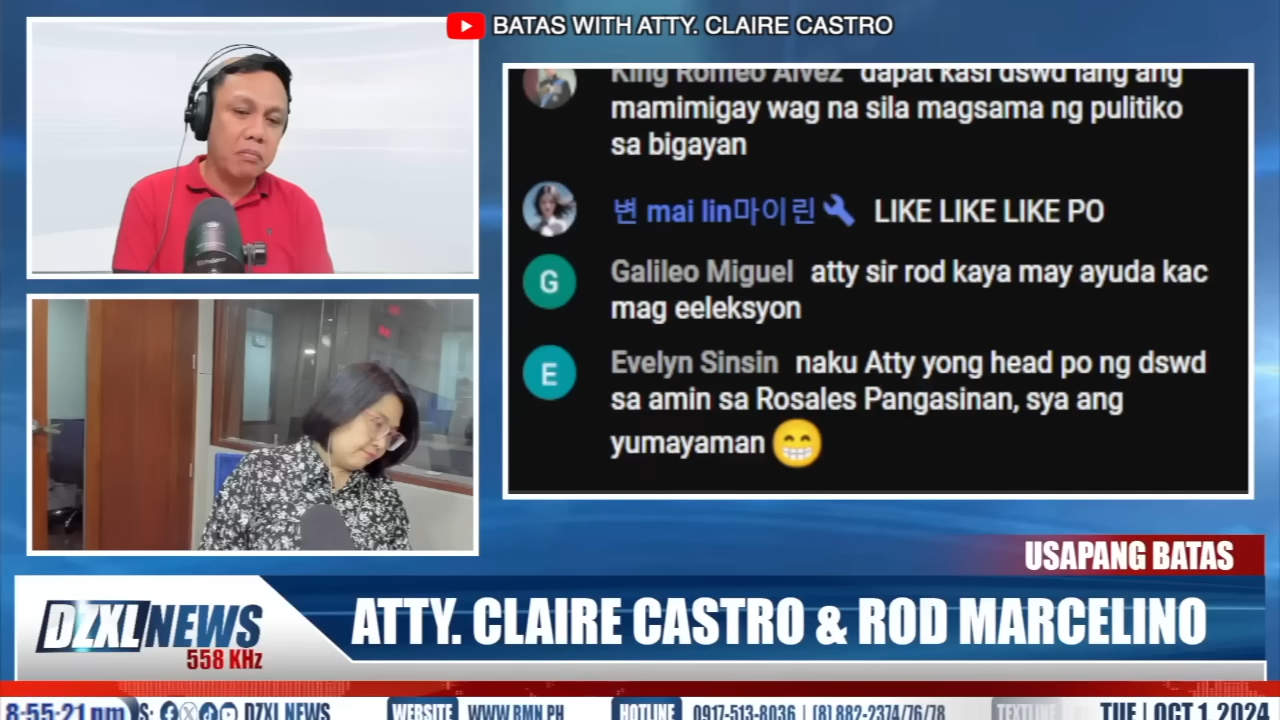 BATAS WITH ATTY. CLAIRE CASTRO
King Romeo Alvez dapat kasi dswd lang ang
mamimigay wag na sila magsama ng pulitiko
sa bigayan
변 mai lin마이린 LIKE LIKE LIKE PO
G
Galileo Miguel atty sir rod kaya may ayuda kac
mag eeleksyon
E
Evelyn Sinsin naku Atty yong head po ng dswd
sa amin sa Rosales Pangasinan, sya ang
yumayaman 😁
USAPANG BATAS
DZXL NEWS
558 KHz
ATTY. CLAIRE CASTRO & ROD MARCELINO
8:55:21 pm S: DZXL NEWS WEBSITE WWW.RMN.PH HOTLINE 0917-513-8036 | (8) 882-2374/76/78 TEXTLINE TUE | OCT 1, 2024